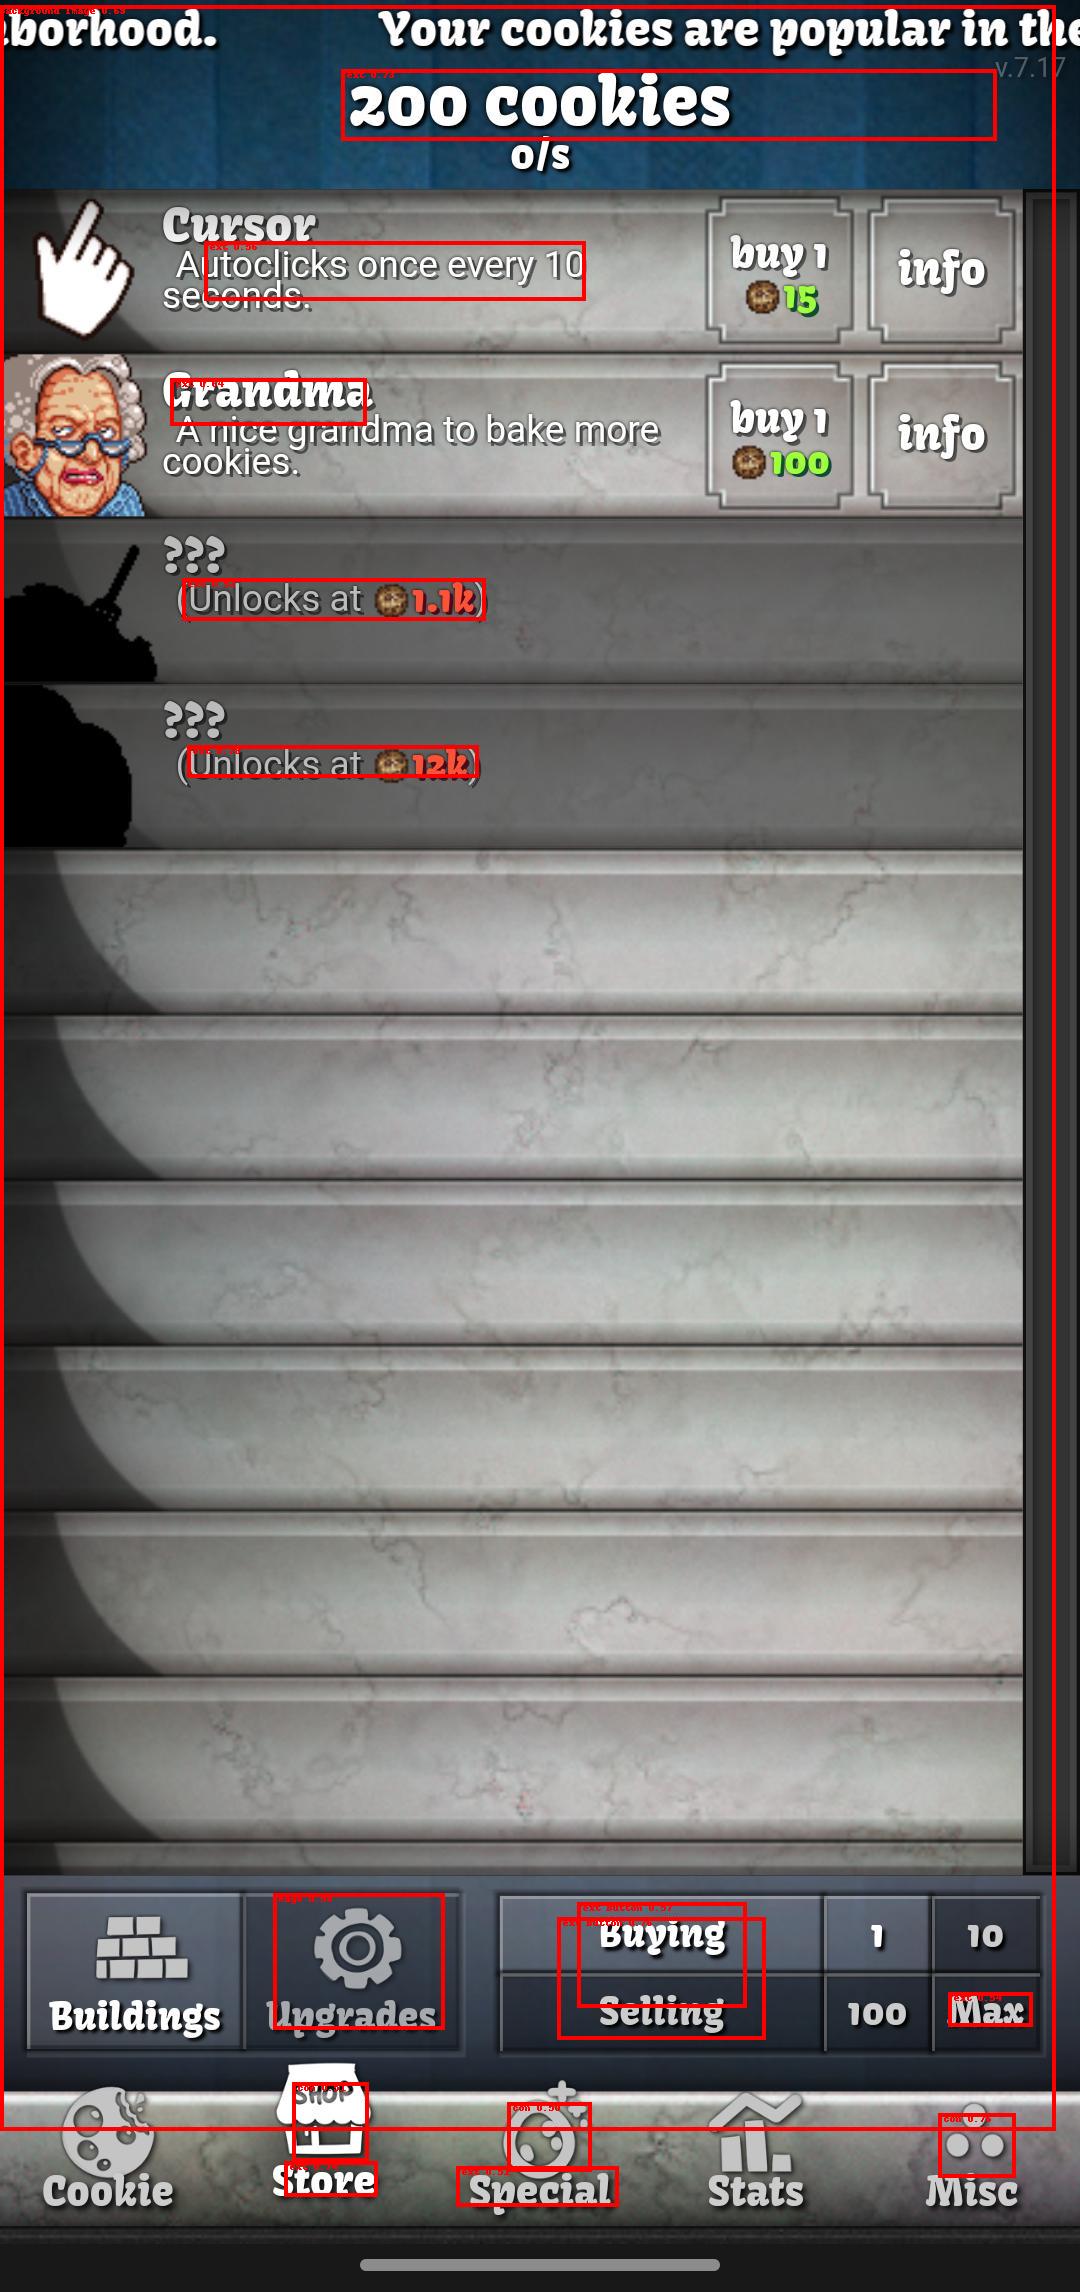 borhood. Your cookies are popular in the
v.7.17
200 cookies
0/s
Cursor
Autoclicks once every 10
seconds.
buy 1
15
info
Grandma
A nice grandma to bake more
cookies.
buy 1
100
info
???
(Unlocks at 1.1k)
???
(Unlocks at 12k)
Buildings
Upgrades
Buying
Selling
1
10
100
Max
SHOP
Cookie
Store
Special
Stats
Misc